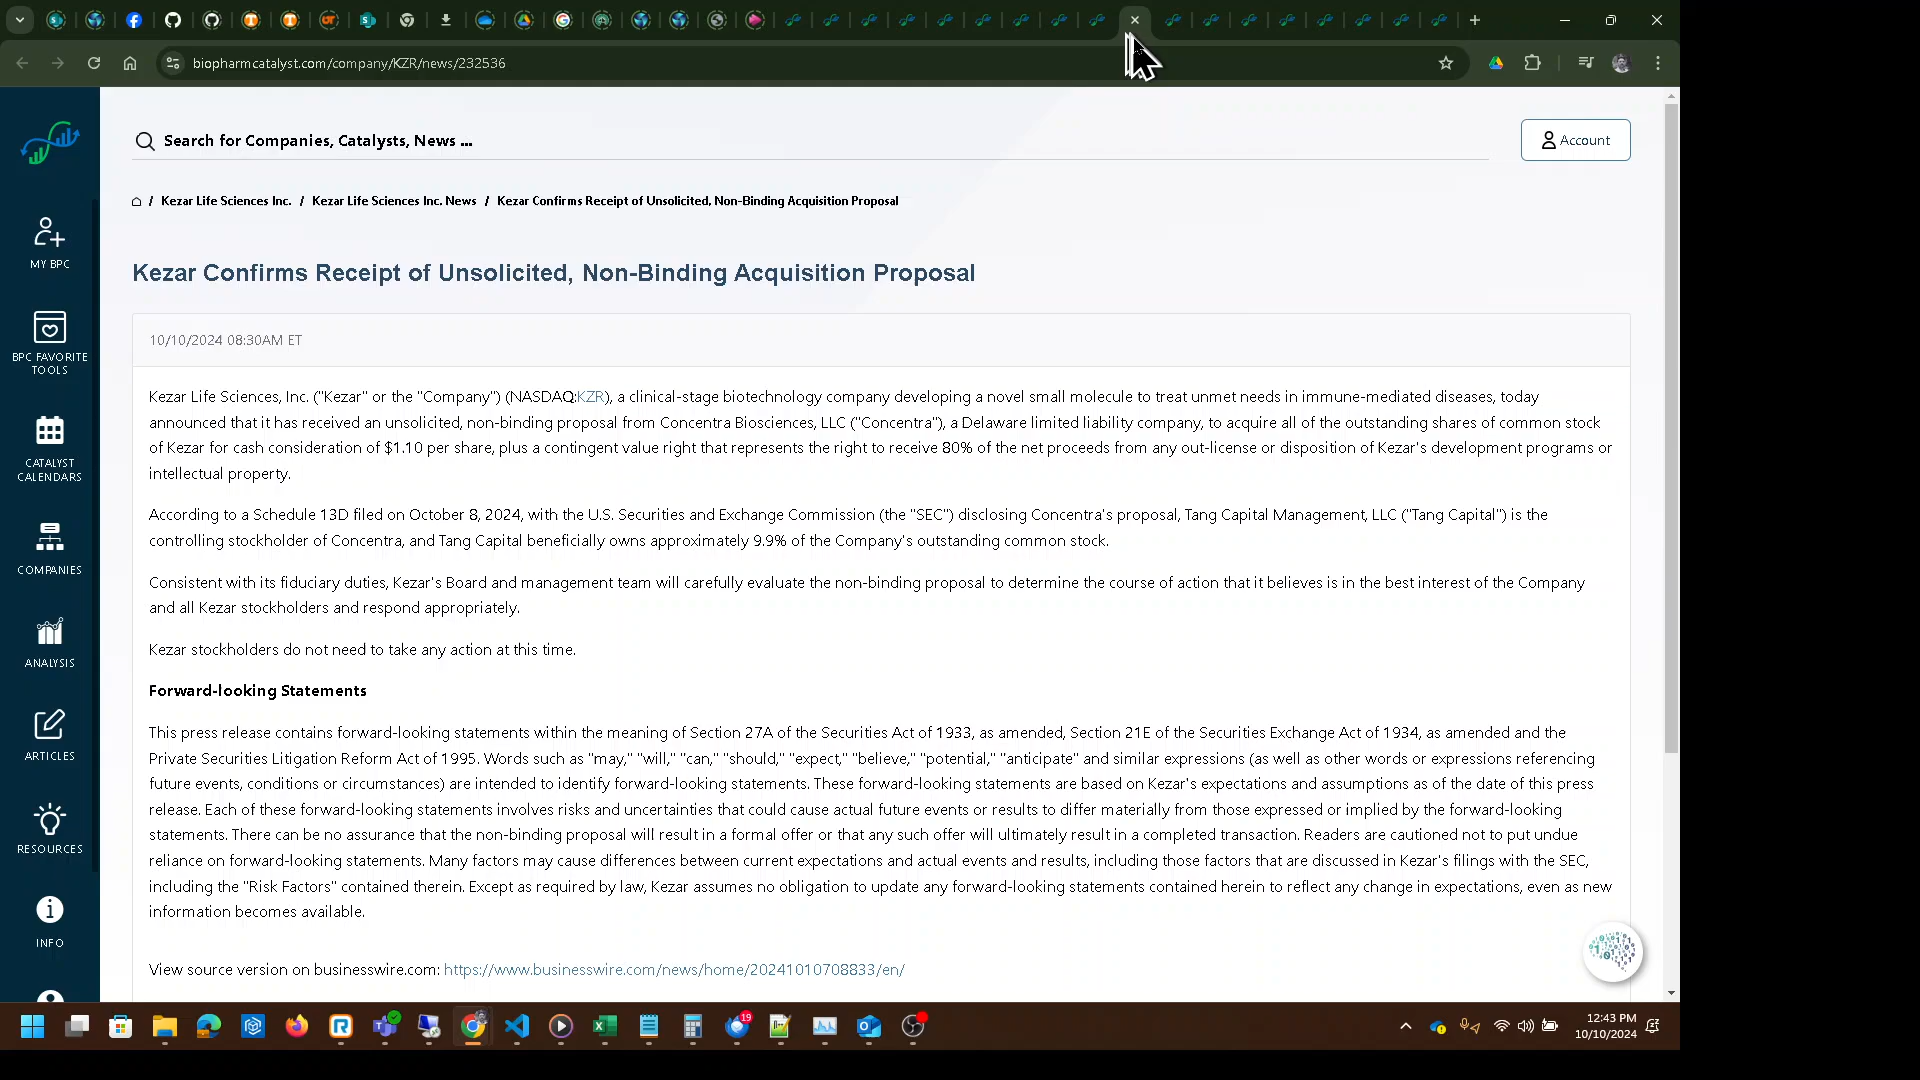 biopharmcatalyst.com/company/KZR/news/232536
Search for Companies, Catalysts, News ...
Account
/ Kezar Life Sciences Inc. / Kezar Life Sciences Inc. News / Kezar Confirms Receipt of Unsolicited, Non-Binding Acquisition Proposal
MY BPC
BPC FAVORITE
TOOLS
CATALYST
CALENDARS
COMPANIES
ANALYSIS
ARTICLES
RESOURCES
INFO
Kezar Confirms Receipt of Unsolicited, Non-Binding Acquisition Proposal
10/10/2024 08:30AM ET
Kezar Life Sciences, Inc. ("Kezar" or the "Company") (NASDAQ:KZR), a clinical-stage biotechnology company developing a novel small molecule to treat unmet needs in immune-mediated diseases, today
announced that it has received an unsolicited, non-binding proposal from Concentra Biosciences, LLC ("Concentra"), a Delaware limited liability company, to acquire all of the outstanding shares of common stock
of Kezar for cash consideration of $1.10 per share, plus a contingent value right that represents the right to receive 80% of the net proceeds from any out-license or disposition of Kezar's development programs or
intellectual property.
According to a Schedule 13D filed on October 8, 2024, with the U.S. Securities and Exchange Commission (the "SEC") disclosing Concentra's proposal, Tang Capital Management, LLC ("Tang Capital") is the
controlling stockholder of Concentra, and Tang Capital beneficially owns approximately 9.9% of the Company's outstanding common stock.
Consistent with its fiduciary duties, Kezar's Board and management team will carefully evaluate the non-binding proposal to determine the course of action that it believes is in the best interest of the Company
and all Kezar stockholders and respond appropriately.
Kezar stockholders do not need to take any action at this time.
Forward-looking Statements
This press release contains forward-looking statements within the meaning of Section 27A of the Securities Act of 1933, as amended, Section 21E of the Securities Exchange Act of 1934, as amended and the
Private Securities Litigation Reform Act of 1995. Words such as "may," "will," "can," "should," "expect," "believe," "potential," "anticipate" and similar expressions (as well as other words or expressions referencing
future events, conditions or circumstances) are intended to identify forward-looking statements. These forward-looking statements are based on Kezar's expectations and assumptions as of the date of this press
release. Each of these forward-looking statements involves risks and uncertainties that could cause actual future events or results to differ materially from those expressed or implied by the forward-looking
statements. There can be no assurance that the non-binding proposal will result in a formal offer or that any such offer will ultimately result in a completed transaction. Readers are cautioned not to put undue
reliance on forward-looking statements. Many factors may cause differences between current expectations and actual events and results, including those factors that are discussed in Kezar's filings with the SEC,
including the "Risk Factors" contained therein. Except as required by law, Kezar assumes no obligation to update any forward-looking statements contained herein to reflect any change in expectations, even as new
information becomes available.
View source version on businesswire.com: https://www.businesswire.com/news/home/20241010708833/en/
19
12:43 PM
10/10/2024